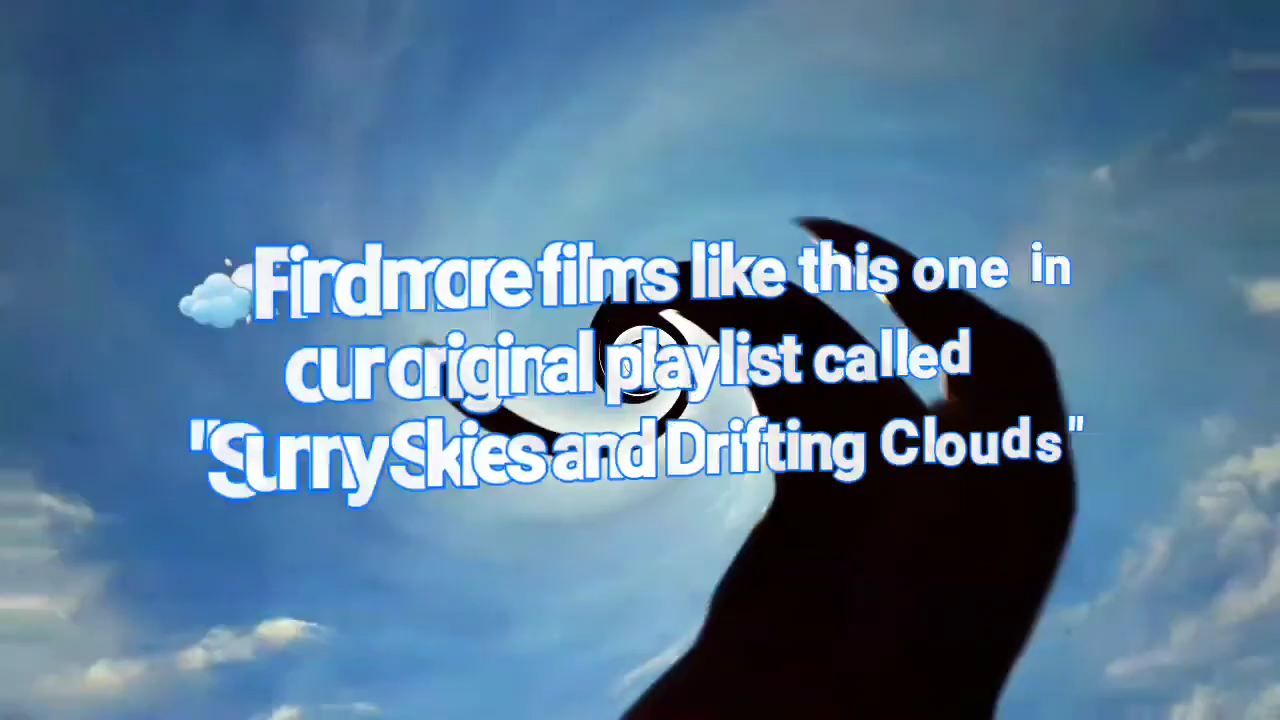 Find more films like this one in
our original playlist called
"Sunny Skies and Drifting Clouds"